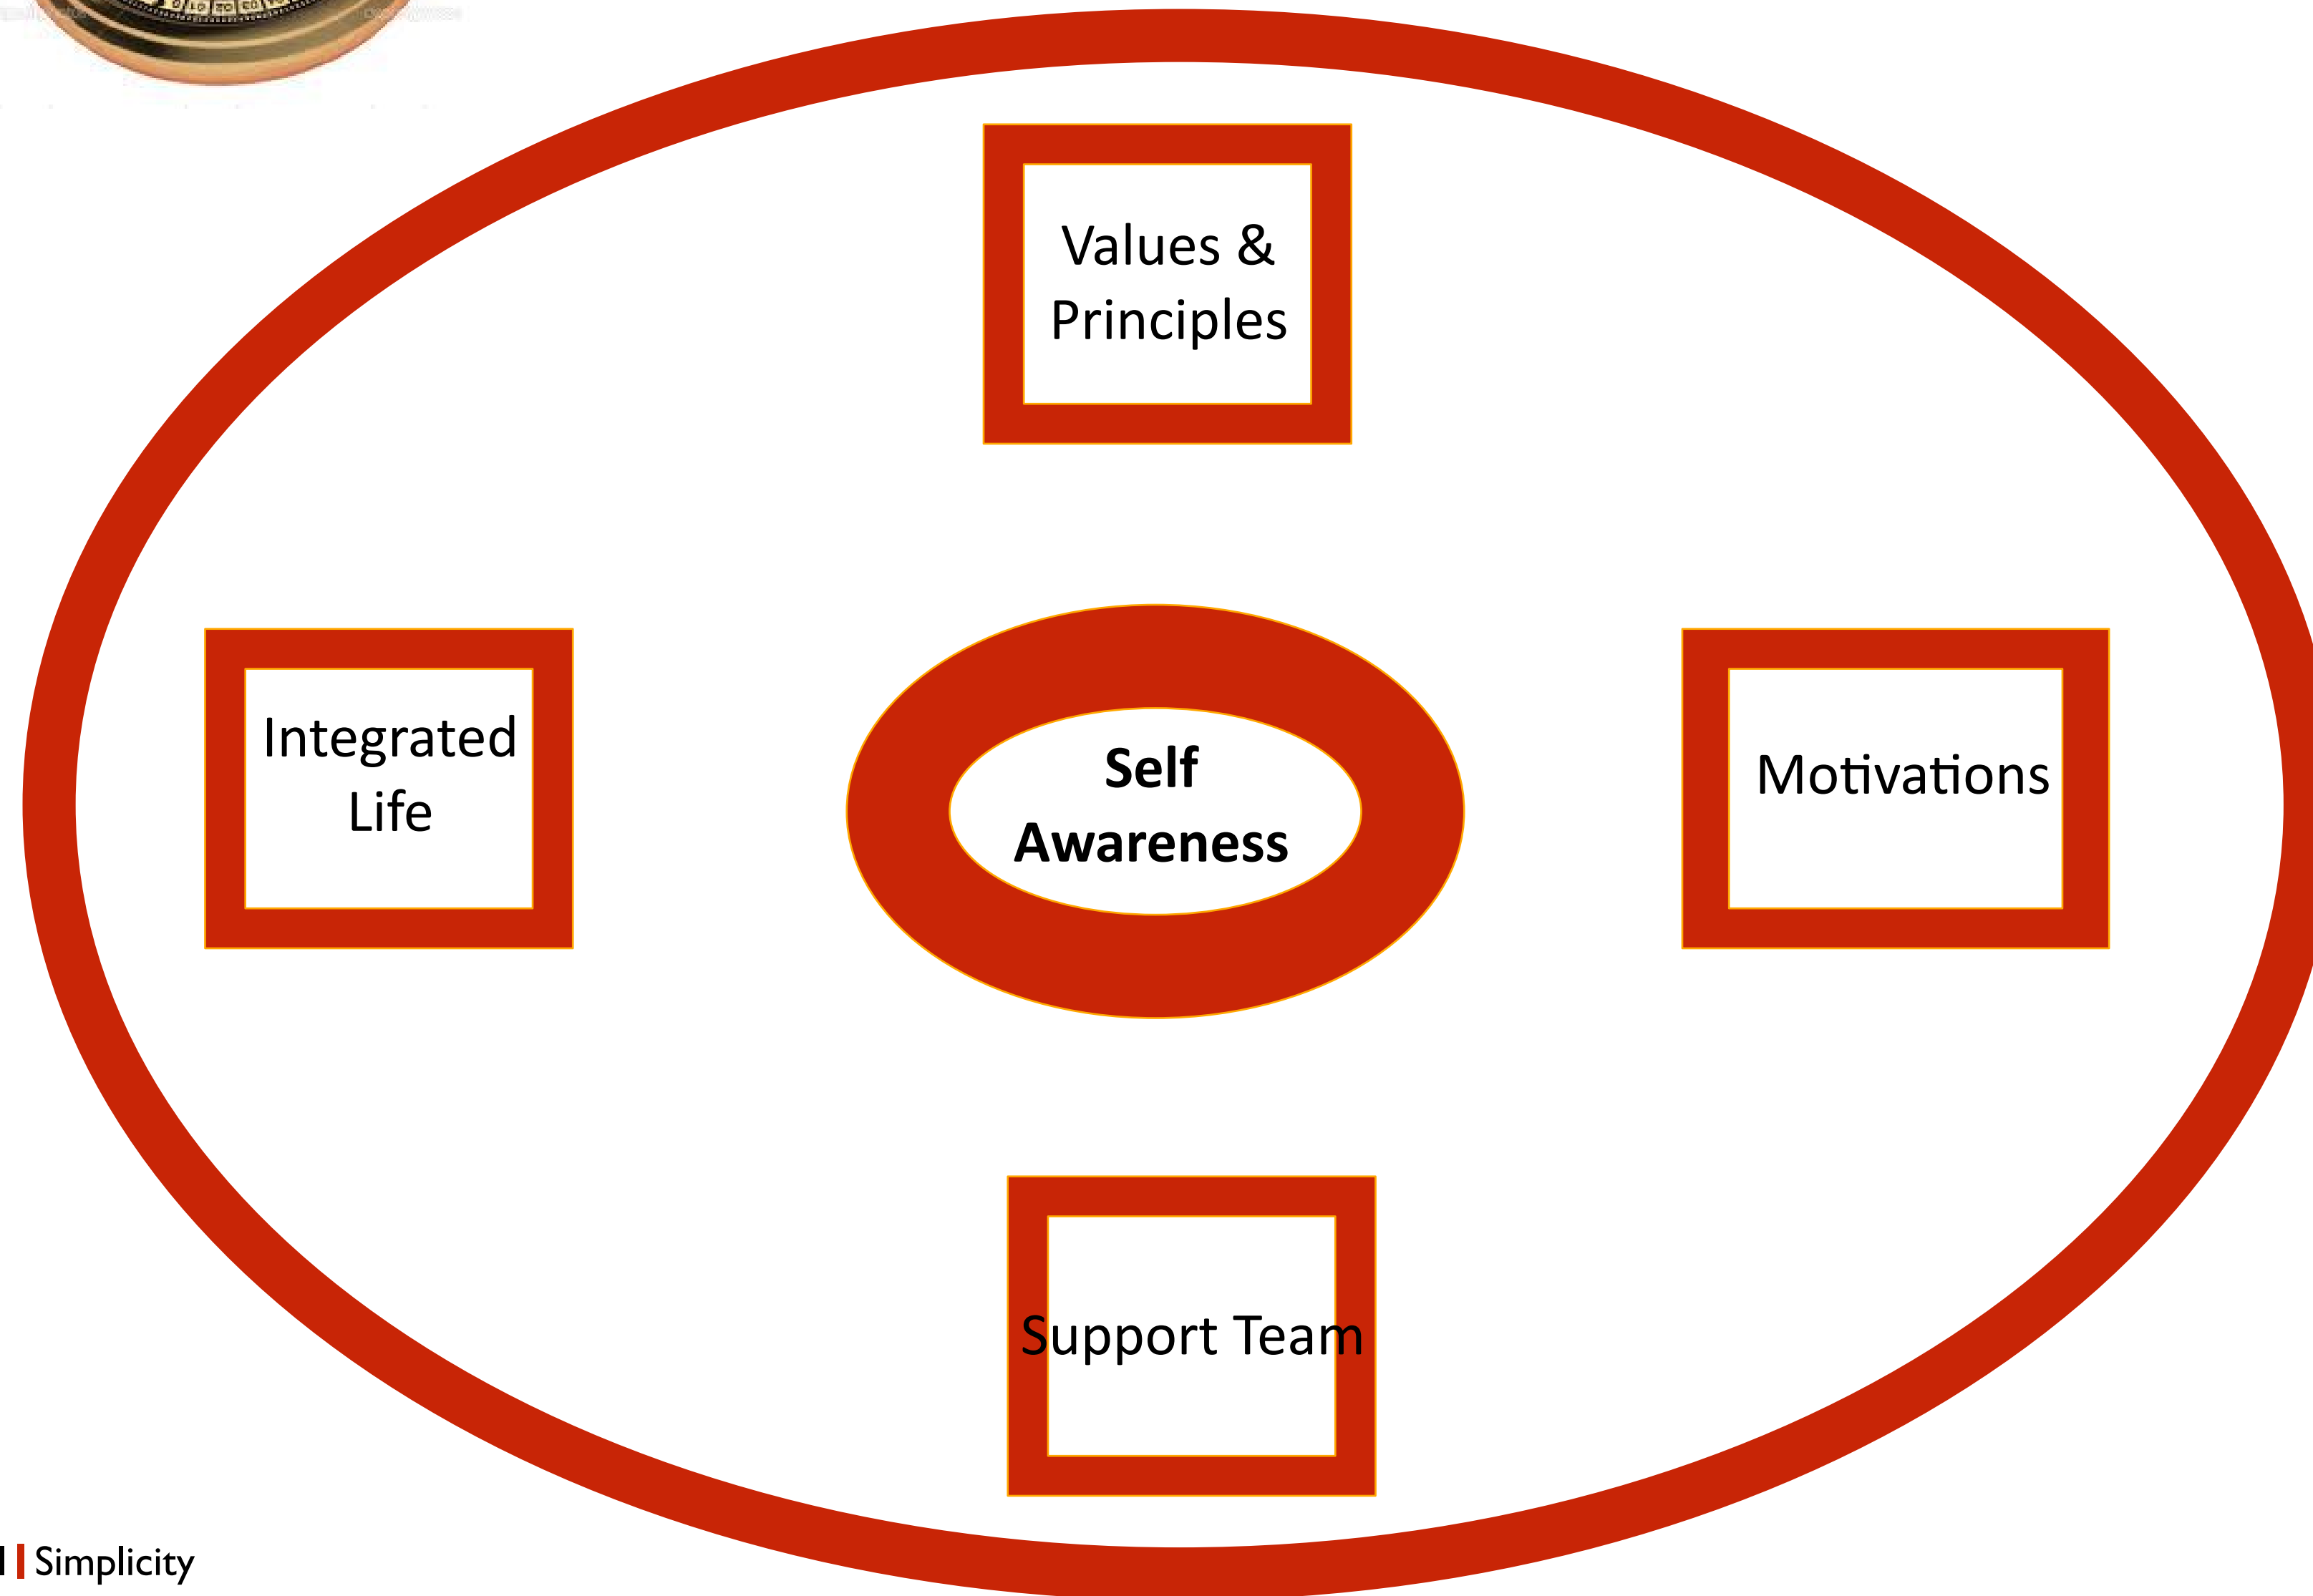 Values &
Principles
Integrated
Life
Self
Awareness
Motivations
Support Team
Simplicity